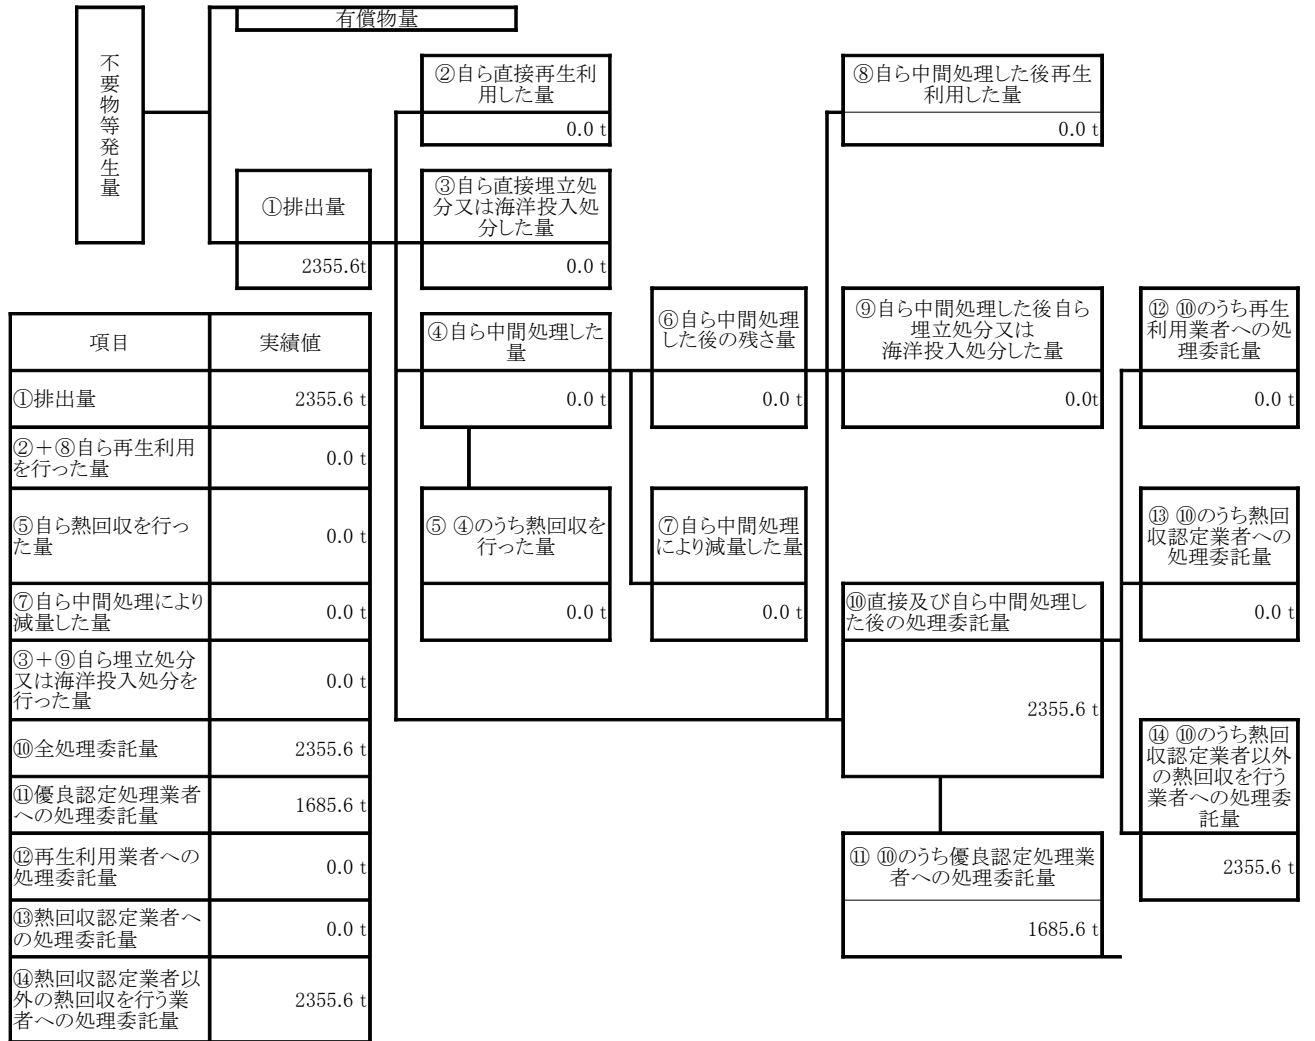 有償物量
不要物等発生量
②自ら直接再生利
用した量
0.0 t
⑧自ら中間処理した後再生
利用した量
0.0 t
①排出量
2355.6t
③自ら直接埋立処
分又は海洋投入処
分した量
0.0 t
④自ら中間処理した
量
0.0 t
⑥自ら中間処理
した後の残さ量
0.0 t
⑨自ら中間処理した後自ら
埋立処分又は
海洋投入処分した量
0.0t
⑫ ⑩のうち再生
利用業者への処
理委託量
0.0 t
⑤ ④のうち熱回収を
行った量
0.0 t
⑦自ら中間処理
により減量した量
0.0 t
⑬ ⑩のうち熱回
収認定業者への
処理委託量
0.0 t
⑩直接及び自ら中間処理し
た後の処理委託量
2355.6 t
⑭ ⑩のうち熱回
収認定業者以外
の熱回収を行う
業者への処理委
託量
2355.6 t
⑪ ⑩のうち優良認定処理業
者への処理委託量
1685.6 t
項目 実績値
①排出量 2355.6 t
②+⑧自ら再生利用
を行った量
0.0 t
⑤自ら熱回収を行っ
た量
0.0 t
⑦自ら中間処理により
減量した量
0.0 t
③+⑨自ら埋立処分
又は海洋投入処分を
行った量
0.0 t
⑩全処理委託量 2355.6 t
⑪優良認定処理業者
への処理委託量
1685.6 t
⑫再生利用業者への
処理委託量
0.0 t
⑬熱回収認定業者へ
の処理委託量
0.0 t
⑭熱回収認定業者以
外の熱回収を行う業
者への処理委託量
2355.6 t